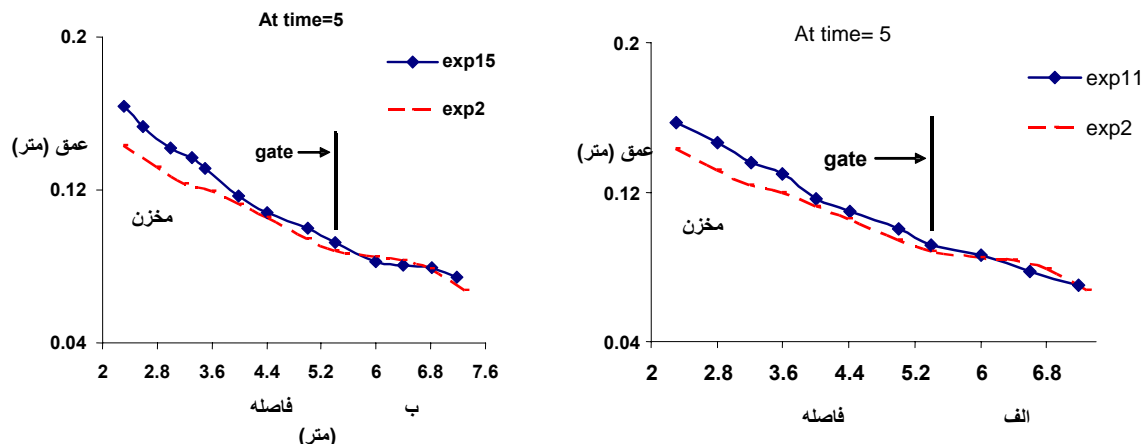 At time=5
0.2
0.12
0.04
عمق (متر)
exp15
exp2
gate
مخزن
2 2.8 3.6 4.4 5.2 6 6.8 7.6
فاصله
(متر)
ب
At time= 5
0.2
0.12
0.04
عمق (متر)
exp11
exp2
gate
مخزن
2 2.8 3.6 4.4 5.2 6 6.8
فاصله
الف